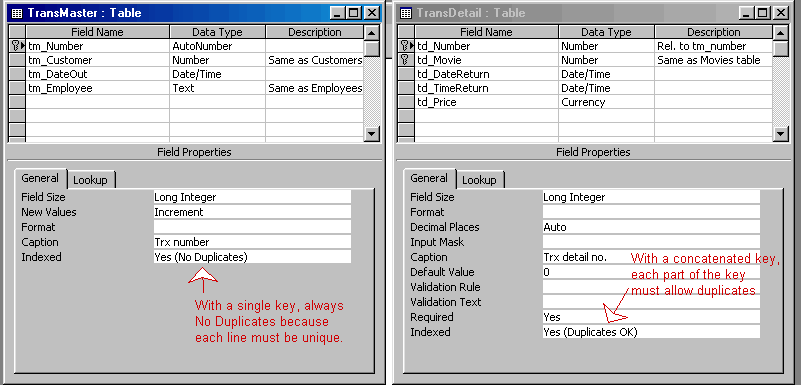 TransMaster : Table
Field Name Data Type Description
tm_Number AutoNumber
tm_Customer Number Same as Customers
tm_DateOut Date/Time
tm_Employee Text Same as Employees
Field Properties
General Lookup
Field Size Long Integer
New Values Increment
Format
Caption Trx number
Indexed Yes (No Duplicates)
With a single key, always
No Duplicates because
each line must be unique.
TransDetail : Table
Field Name Data Type Description
td_Number Number Rel. to tm_number
td_Movie Number Same as Movies table
td_DateReturn Date/Time
td_TimeReturn Date/Time
td_Price Currency
Field Properties
General Lookup
Field Size Long Integer
Format
Decimal Places Auto
Input Mask
Caption Trx detail no.
Default Value 0
Validation Rule
Validation Text
Required Yes
Indexed Yes (Duplicates OK)
With a concatenated key,
each part of the key
must allow duplicates